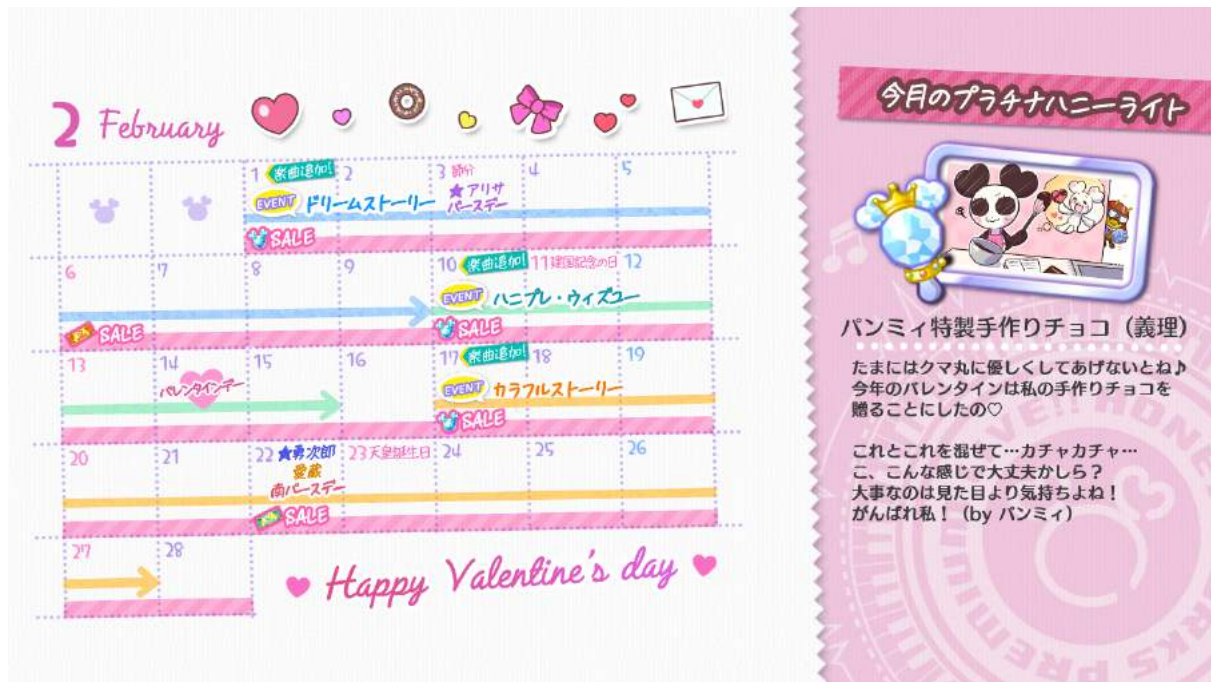 2 February
1 楽曲追加! 2 3 節分 4 5
EVENT ドリームストーリー ★アリサ
バースデー
SALE
6 7 8 9 10 楽曲追加! 11 建国記念の日 12
EVENT ハニプレ・ウィズユー
SALE SALE
13 14 15 16 17 楽曲追加! 18 19
バレンタインデー
EVENT カラフルストーリー
SALE
20 21 22 ★勇次郎 23 天皇誕生日 24 25 26
愛蔵
南バースデー
SALE
27 28
Happy Valentine's day
今月のプラチナハニーライト
パンミィ特製手作りチョコ（義理）
たまにはクマ丸に優しくしてあげないとね♪
今年のバレンタインは私の手作りチョコを
贈ることにしたの♡
これとこれを混ぜて…カチャカチャ…
こ、こんな感じで大丈夫かしら？
大事なのは見た目より気持ちよね！
がんばれ私！（by パンミィ）